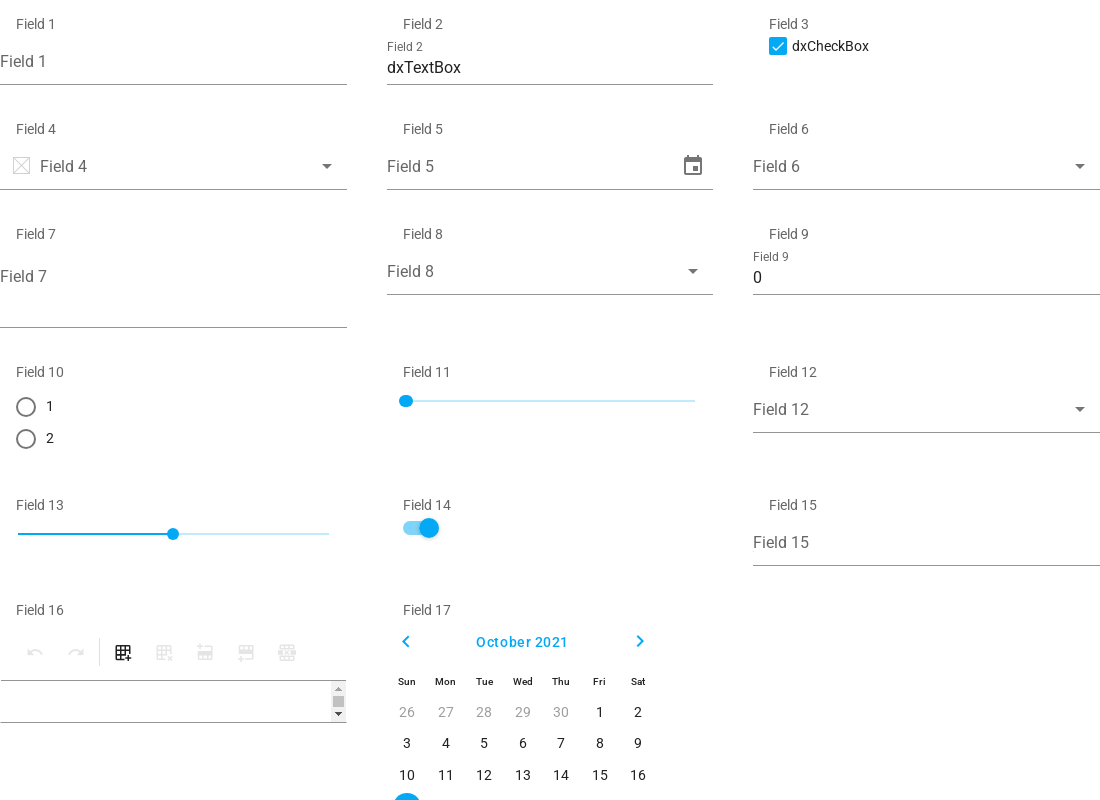 Field 1
Field 2
Field 3
Field 1
Field 2
dxTextBox
dxCheckBox
Field 4
Field 5
Field 6
Field 4
Field 5
Field 6
Field 7
Field 8
Field 9
Field 7
Field 8
Field 9
0
Field 10
Field 11
Field 12
1
2
Field 12
Field 13
Field 14
Field 15
Field 15
Field 16
Field 17
October 2021
Sun Mon Tue Wed Thu Fri Sat
26 27 28 29 30 1 2
3 4 5 6 7 8 9
10 11 12 13 14 15 16